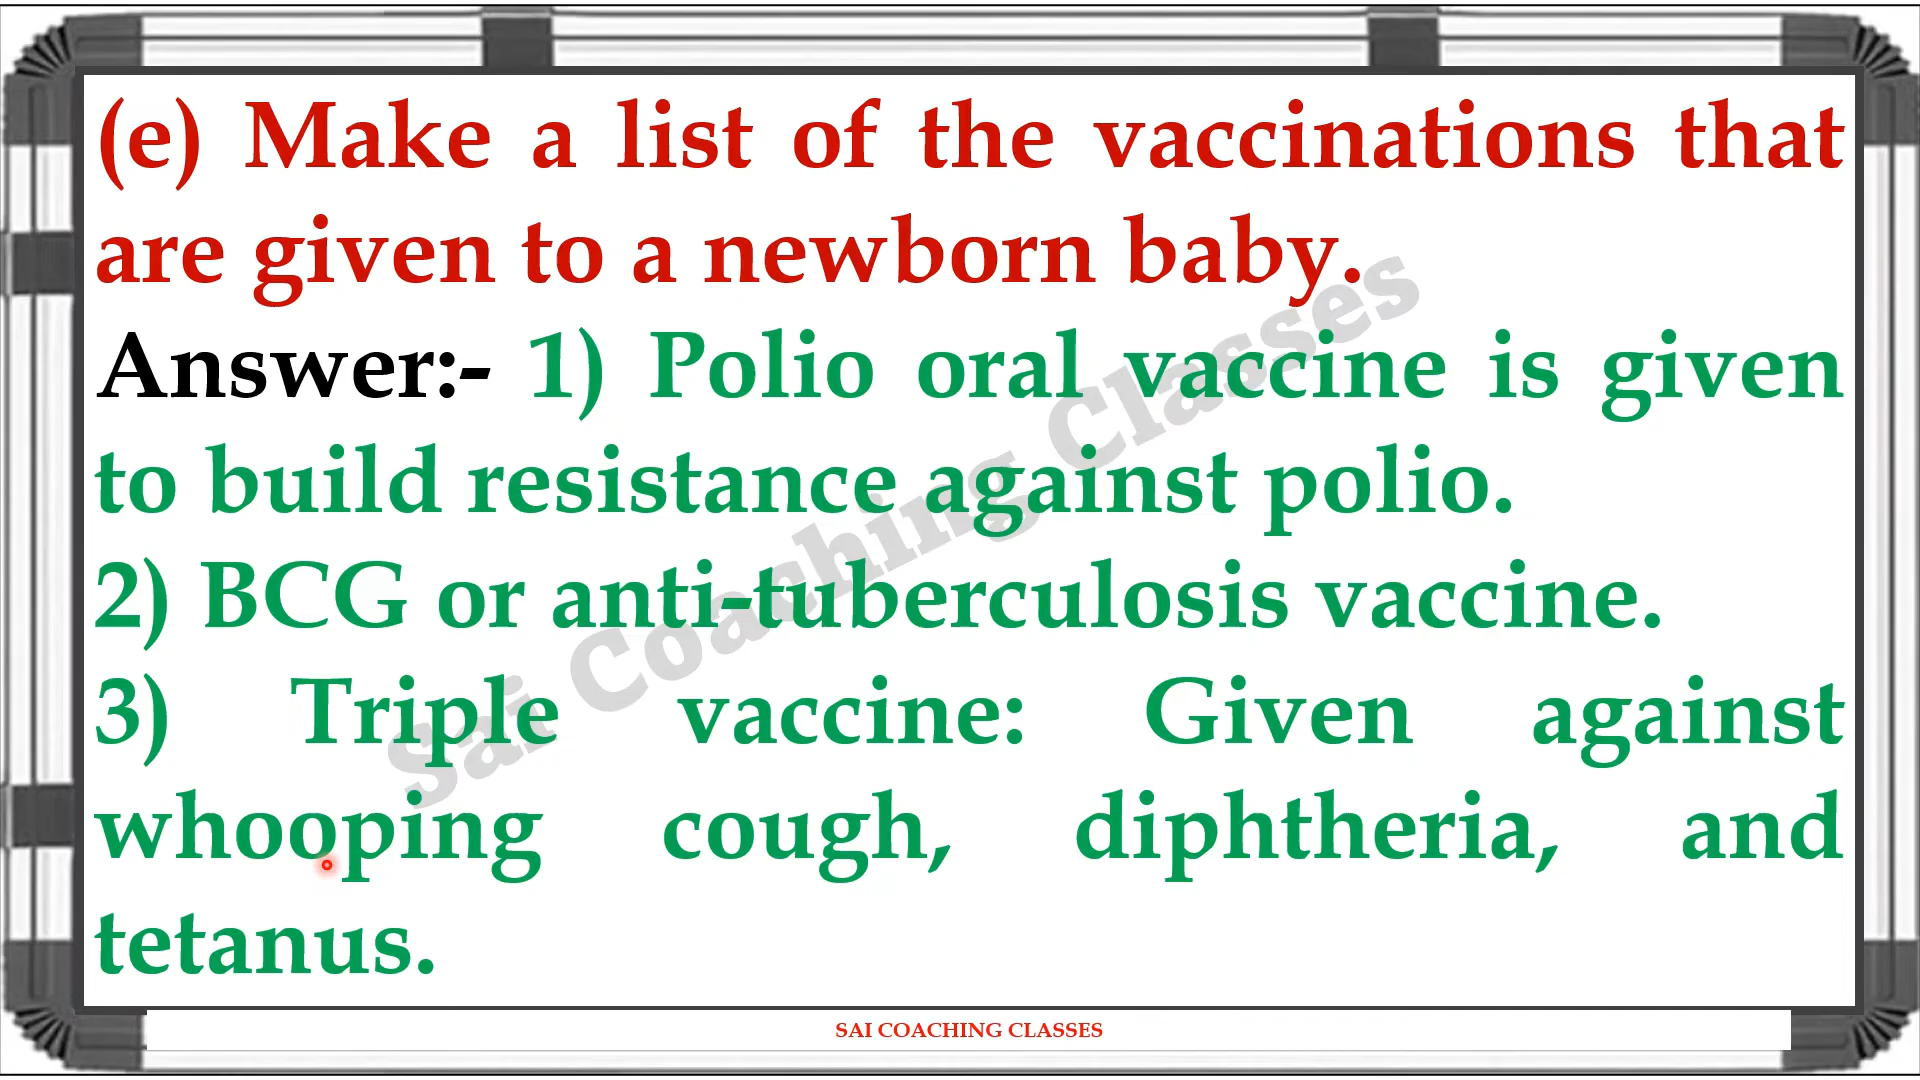 (e) Make a list of the vaccinations that
are given to a newborn baby.
Answer:- 1) Polio oral vaccine is given
to build resistance against polio.
2) BCG or anti-tuberculosis vaccine.
3) Triple vaccine: Given against
whooping cough, diphtheria, and
tetanus.
Sai Coaching Classes
SAI COACHING CLASSES